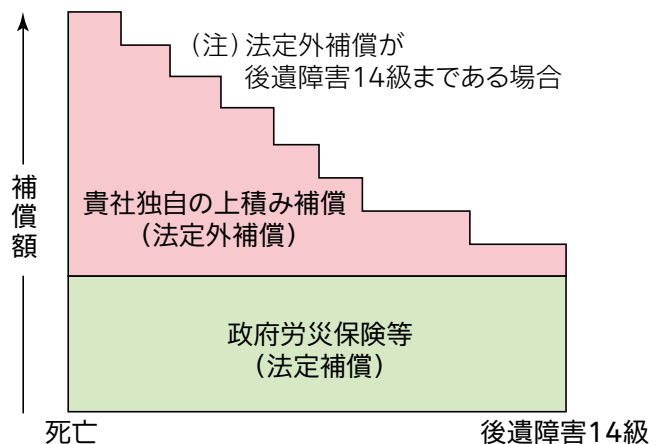 (注)法定外補償が
後遺障害14級まである場合
補償額
貴社独自の上積み補償
(法定外補償)
政府労災保険等
(法定補償)
死亡
後遺障害14級